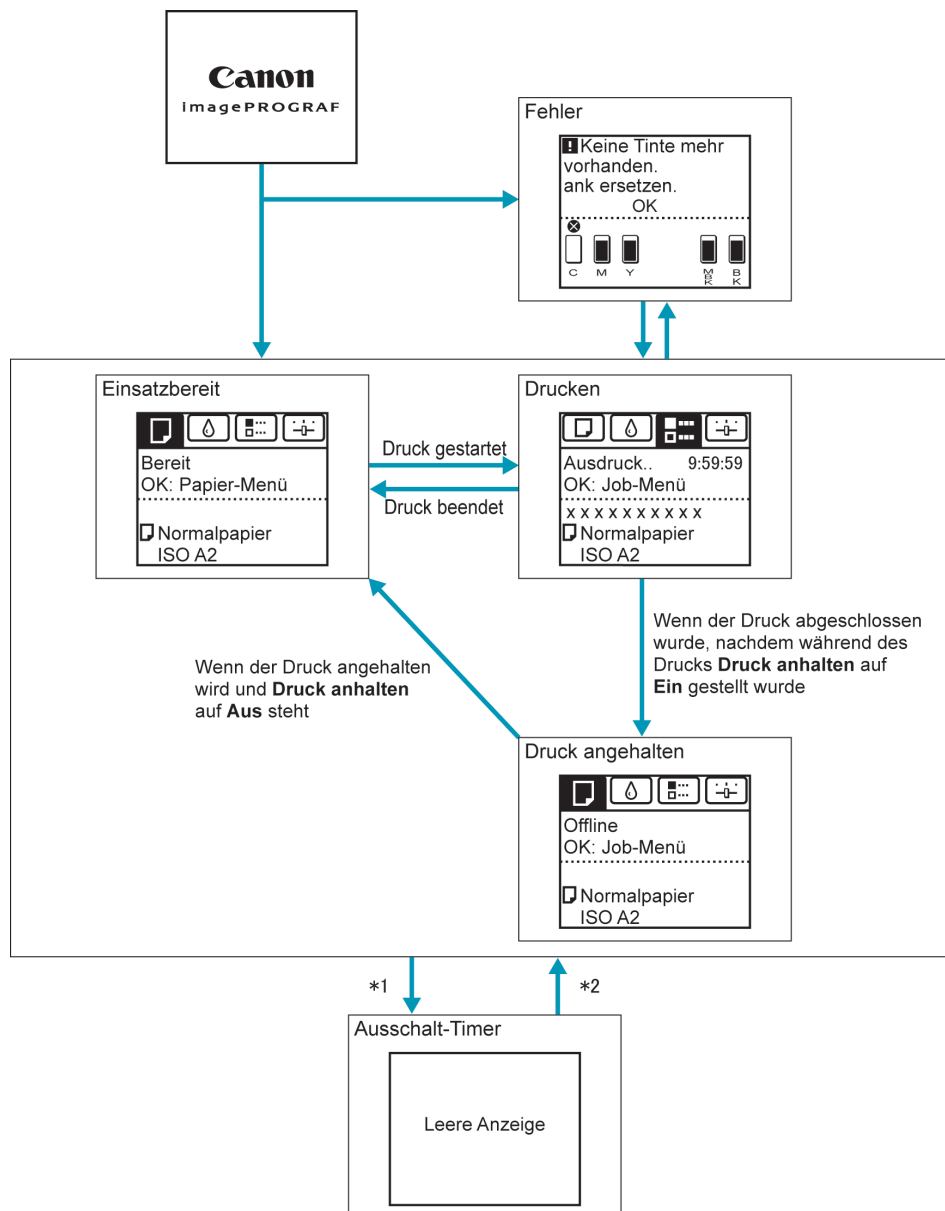 Canon
imagePROGRAF
Fehler
! Keine Tinte mehr
vorhanden.
ank ersetzen.
OK
C M Y MBK BK
Einsatzbereit
Bereit
OK: Papier-Menü
Normalpapier
ISO A2
Druck gestartet
Druck beendet
Drucken
Ausdruck.. 9:59:59
OK: Job-Menü
x x x x x x x x x x
Normalpapier
ISO A2
Wenn der Druck angehalten
wird und Druck anhalten
auf Aus steht
Wenn der Druck abgeschlossen
wurde, nachdem während des
Drucks Druck anhalten auf
Ein gestellt wurde
Druck angehalten
Offline
OK: Job-Menü
Normalpapier
ISO A2
*1
*2
Ausschalt-Timer
Leere Anzeige